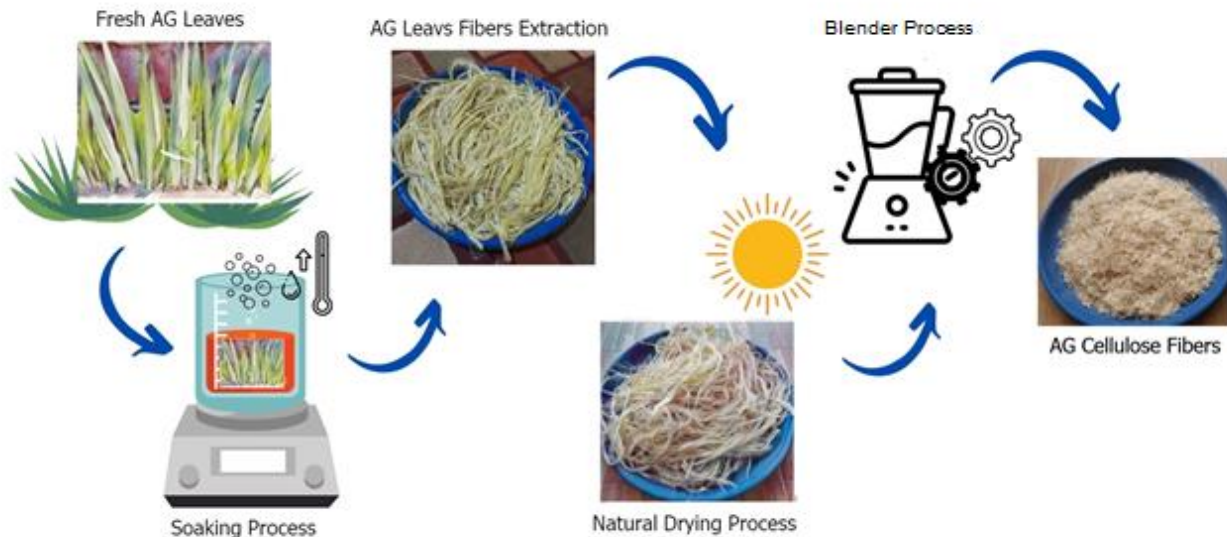 Fresh AG Leaves
Soaking Process
AG Leavs Fibers Extraction
Natural Drying Process
Blender Process
AG Cellulose Fibers